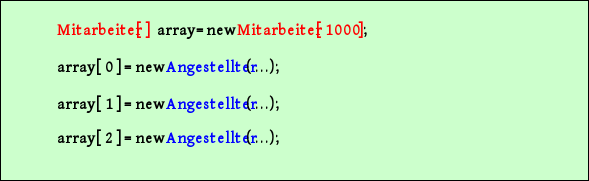 Mitarbeiter[] array=new Mitarbeiter[1000];
array[0]=new Angestellter(...);
array[1]=new Angestellter(...);
array[2]=new Angestellter(...);